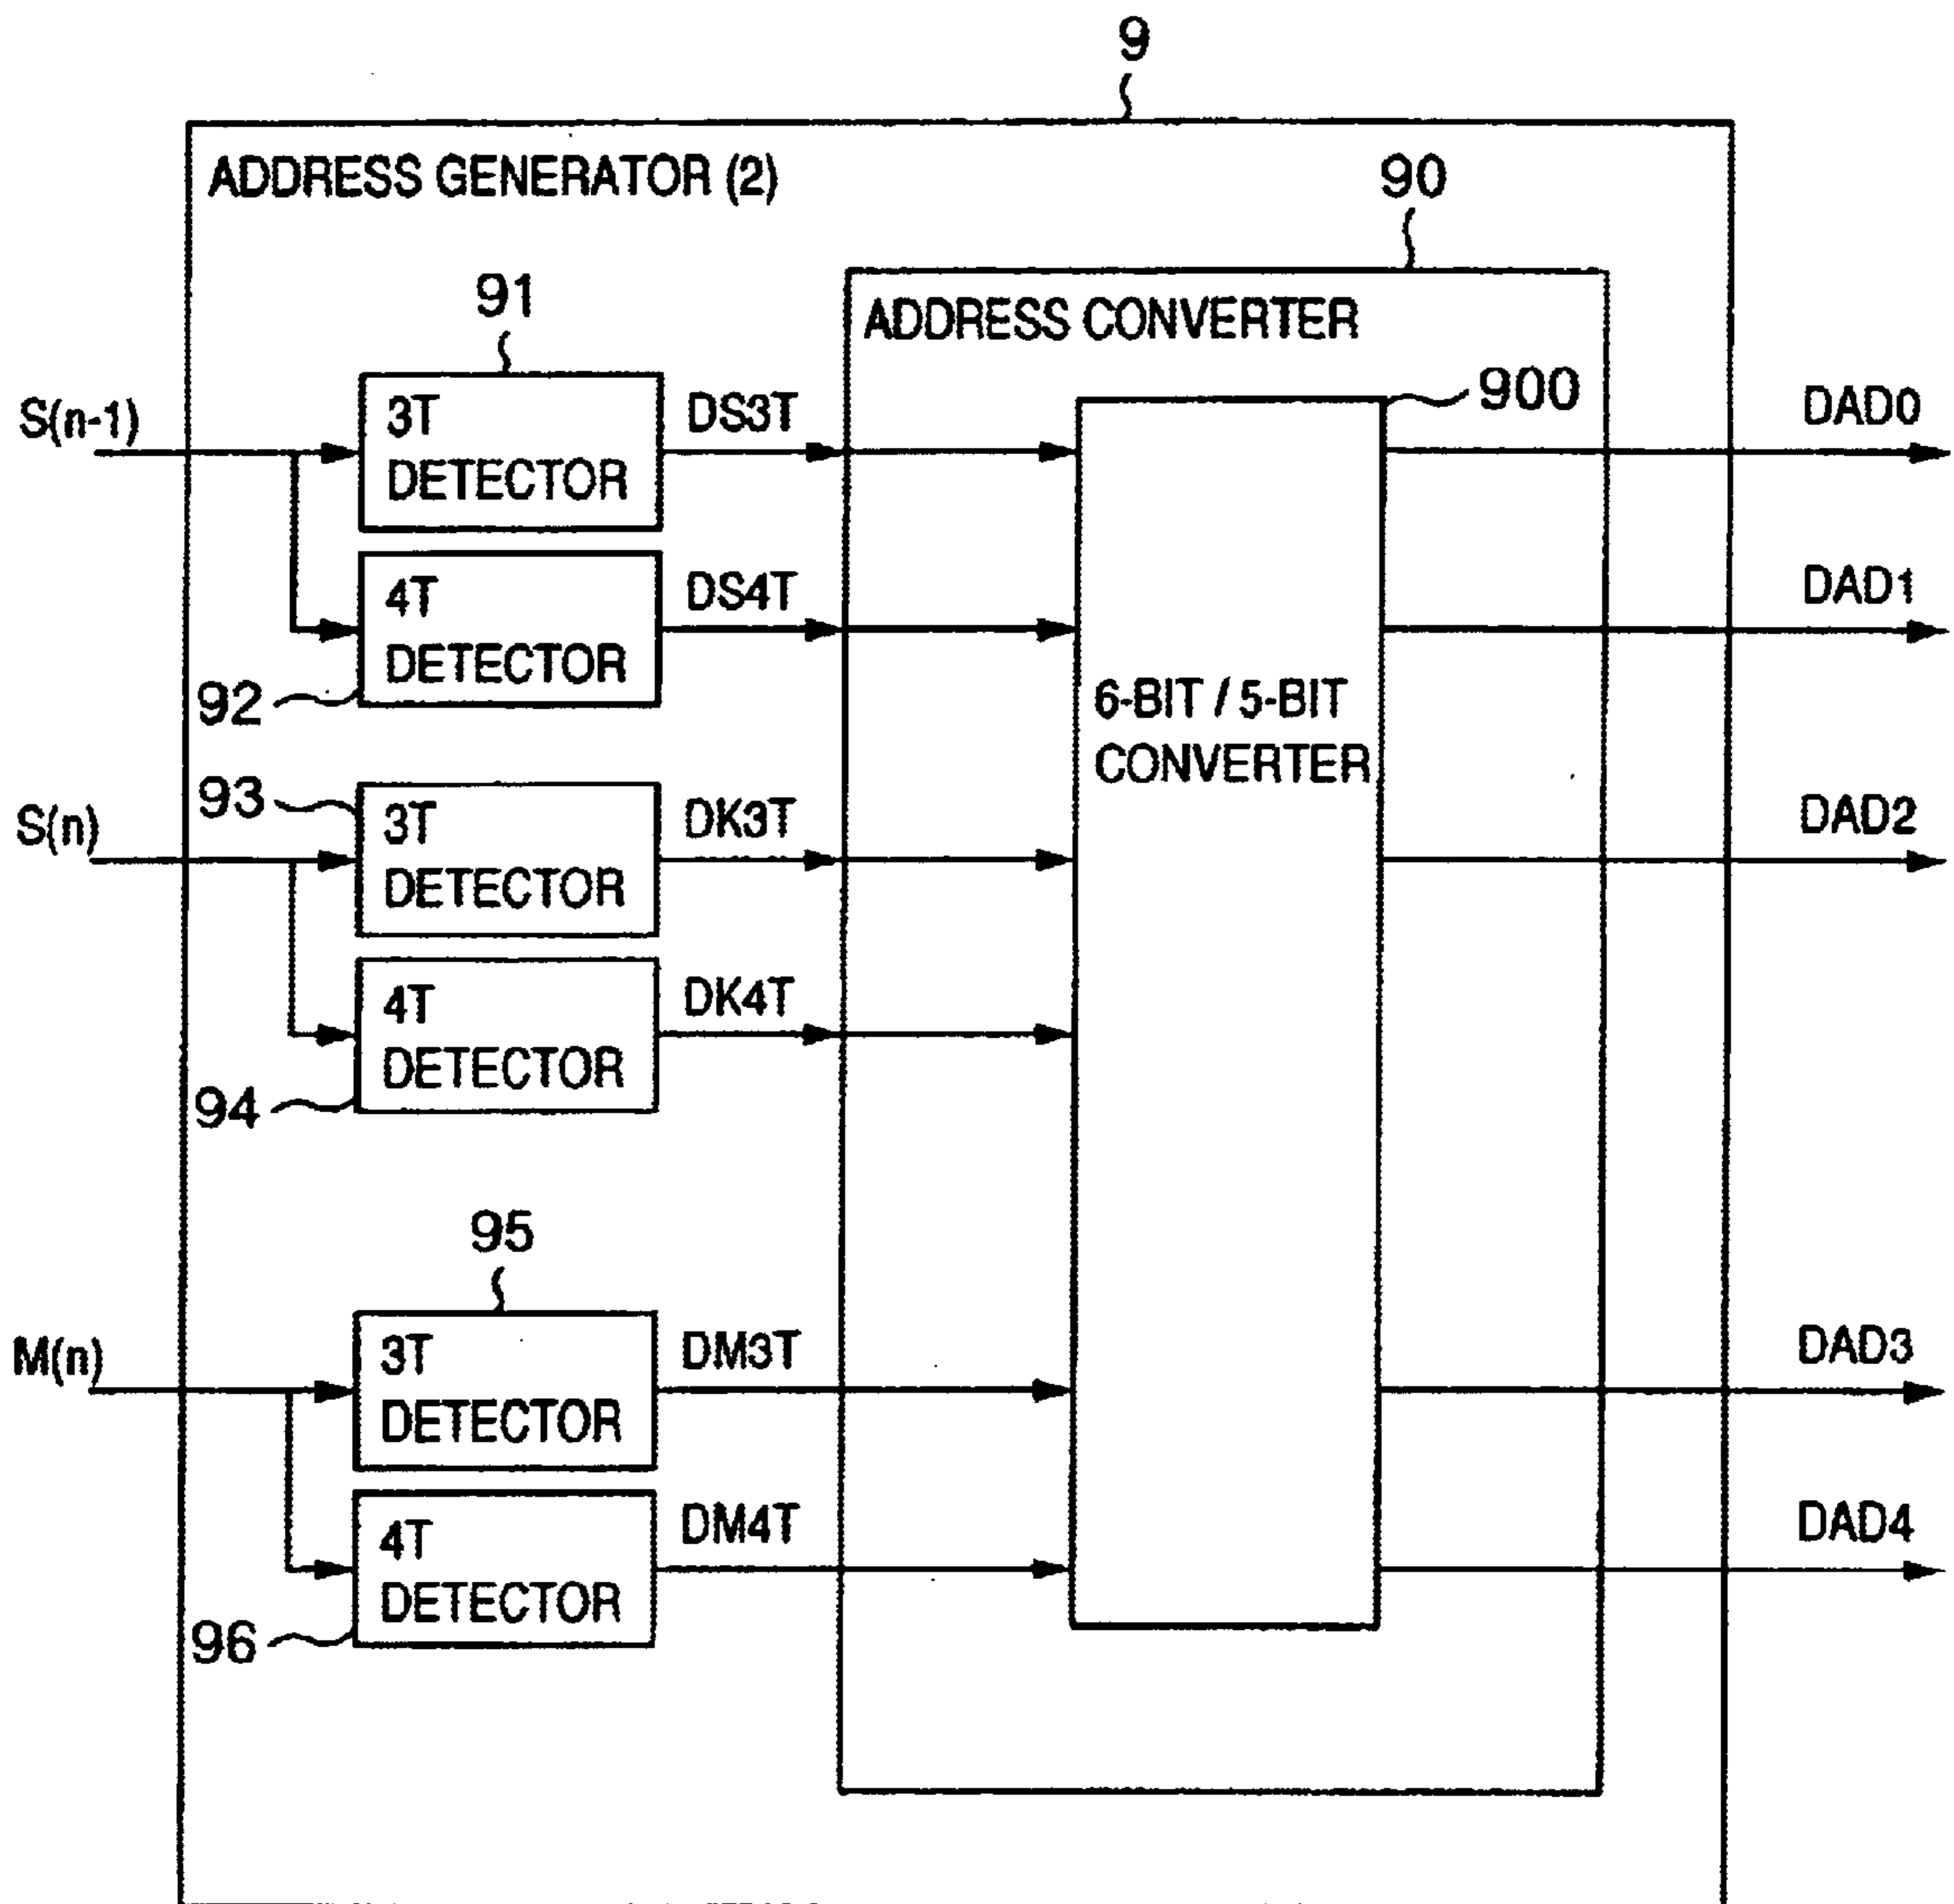 9
ADDRESS GENERATOR (2)
90
91
ADDRESS CONVERTER
S(n-1)
3T
DETECTOR
DS3T
900
DAD0
4T
DETECTOR
DS4T
DAD1
92
6-BIT / 5-BIT
CONVERTER
S(n)
93
3T
DETECTOR
DK3T
DAD2
4T
DETECTOR
DK4T
94
95
M(n)
3T
DETECTOR
DM3T
DAD3
4T
DETECTOR
DM4T
DAD4
96